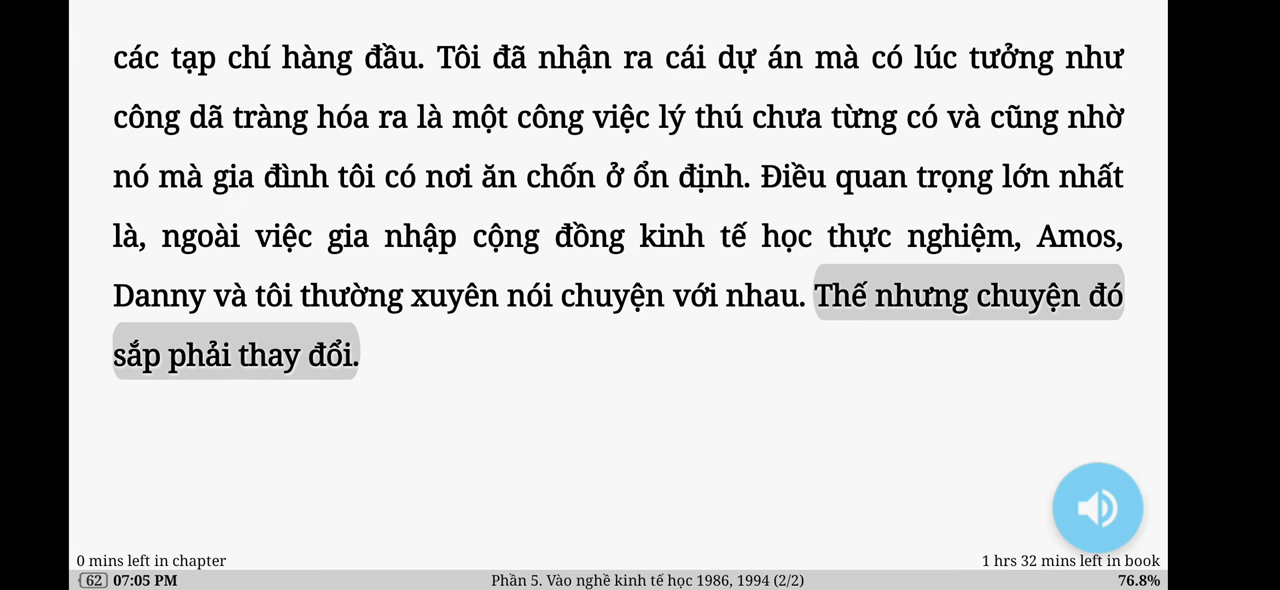 các tạp chí hàng đầu. Tôi đã nhận ra cái dự án mà có lúc tưởng như
công dã tràng hóa ra là một công việc lý thú chưa từng có và cũng nhờ
nó mà gia đình tôi có nơi ăn chốn ở ổn định. Điều quan trọng lớn nhất
là, ngoài việc gia nhập cộng đồng kinh tế học thực nghiệm, Amos,
Danny và tôi thường xuyên nói chuyện với nhau. Thế nhưng chuyện đó
sắp phải thay đổi.
0 mins left in chapter 1 hrs 32 mins left in book
62 07:05 PM Phần 5. Vào nghề kinh tế học 1986, 1994 (2/2) 76.8%